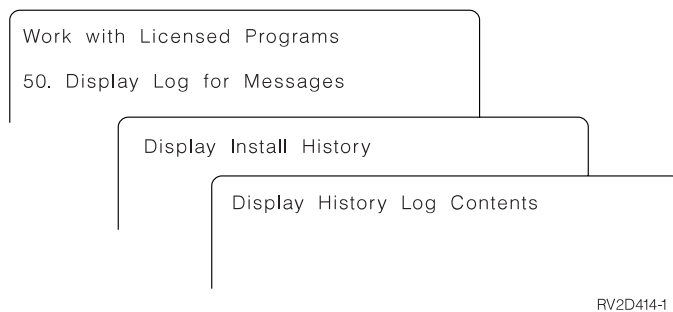 Work with Licensed Programs
50. Display Log for Messages
Display Install History
Display History Log Contents
RV2D414-1